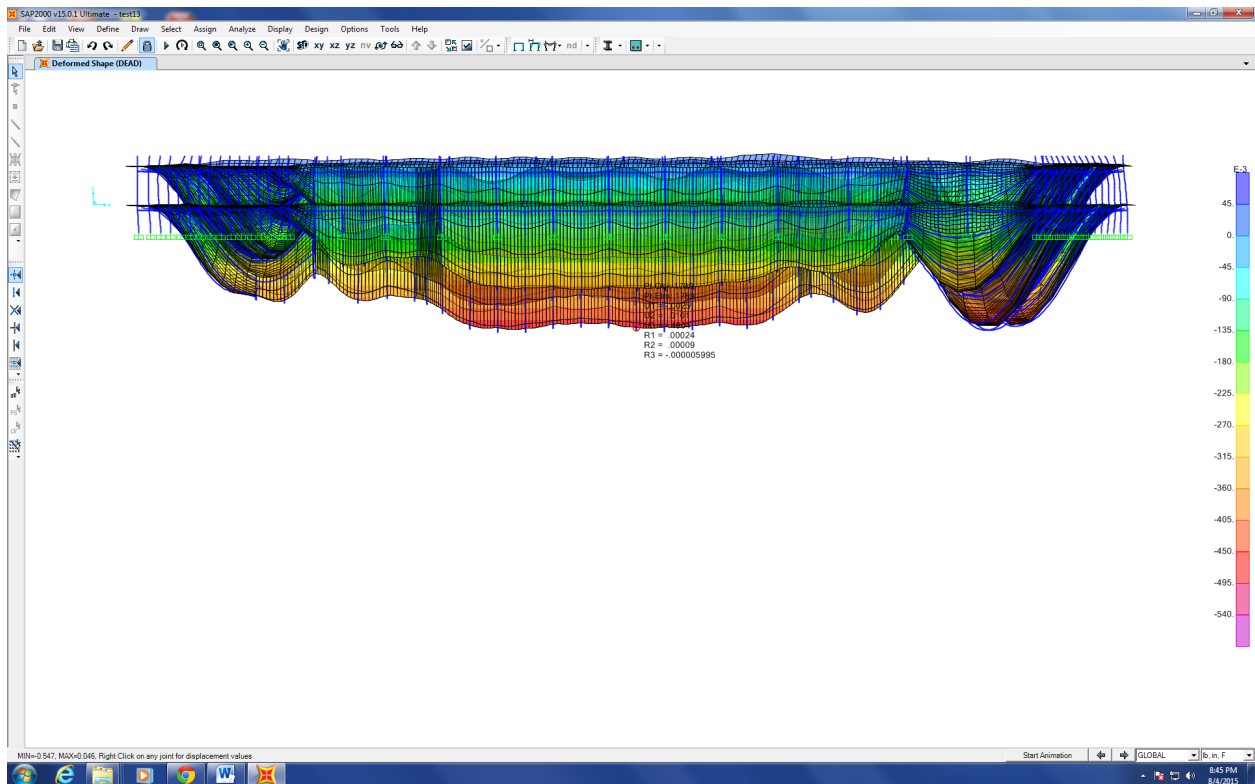 SAP2000 v15.0.1 Ultimate - test13
File Edit View Define Draw Select Assign Analyze Display Design Options Tools Help
xy xz yz nv nd
Deformed Shape (DEAD)
E-3
45.
0.
-45.
-90.
-135.
-180.
-225.
-270.
-315.
-360.
-405.
-450.
-495.
-540.
R1 = .00024
R2 = .00009
R3 = -.000005995
MIN=-0.547, MAX=0.046, Right Click on any joint for displacement values
Start Animation
GLOBAL
lb, in, F
8:45 PM
8/4/2015